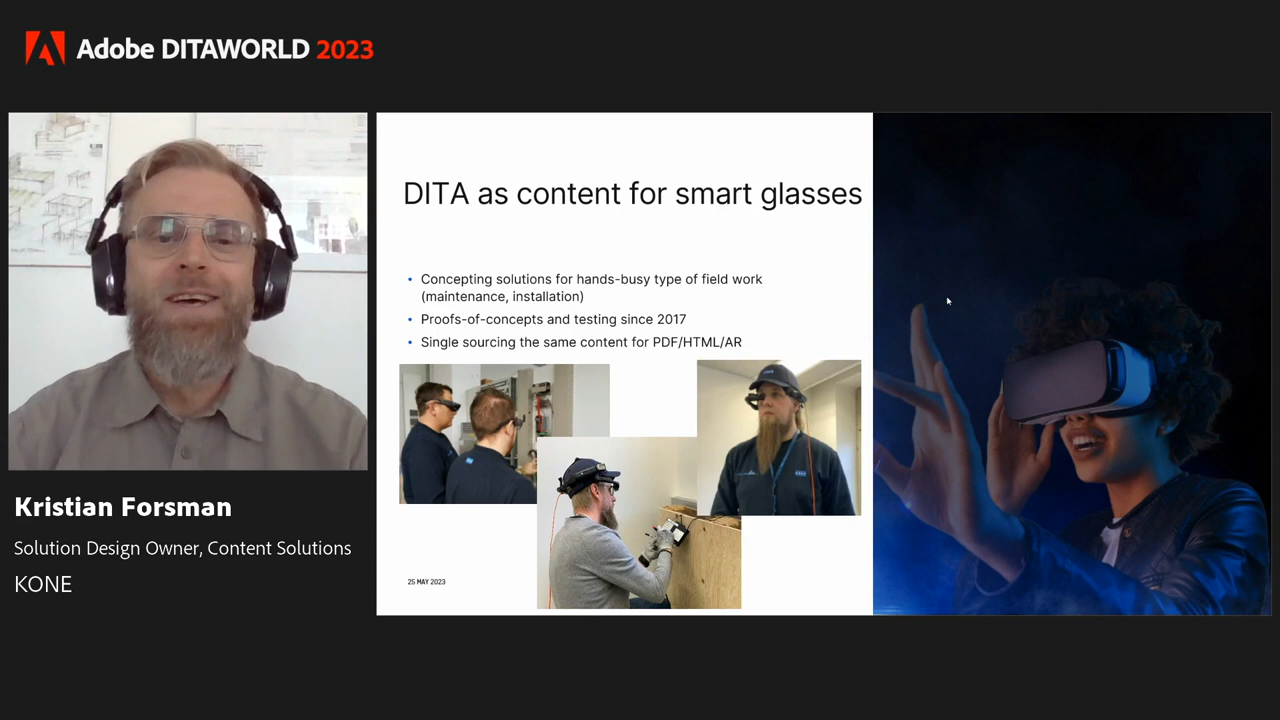 Adobe DITAWORLD 2023
DITA as content for smart glasses
• Concepting solutions for hands-busy type of field work
(maintenance, installation)
• Proofs-of-concepts and testing since 2017
• Single sourcing the same content for PDF/HTML/AR
25 MAY 2023
Kristian Forsman
Solution Design Owner, Content Solutions
KONE